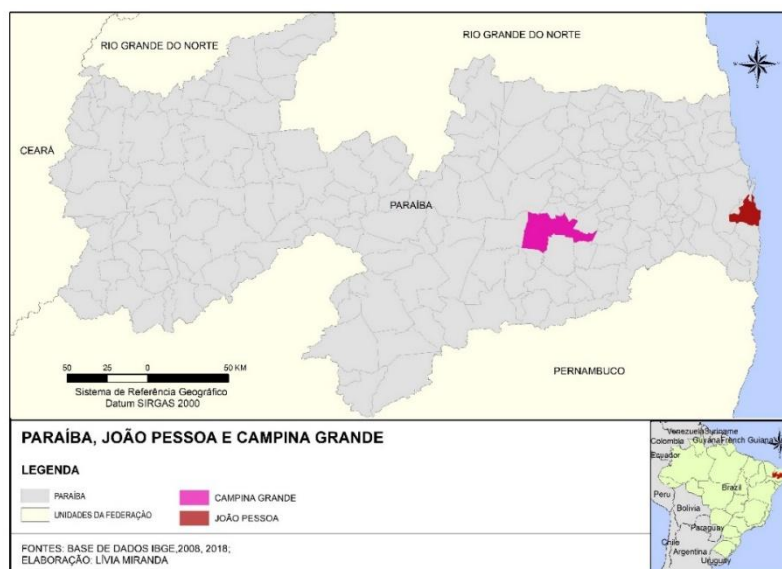 RIO GRANDE DO NORTE
RIO GRANDE DO NORTE
CEARÁ
PARAÍBA
PERNAMBUCO
50 25 0 50 KM
Sistema de Referência Geográfico
Datum SIRGAS 2000
PARAÍBA, JOÃO PESSOA E CAMPINA GRANDE
LEGENDA
PARAÍBA
CAMPINA GRANDE
UNIDADES DA FEDERAÇÃO
JOÃO PESSOA
FONTES: BASE DE DADOS IBGE,2008, 2018;
ELABORAÇÃO: LÍVIA MIRANDA
Venezuela
Suriname
Colombia
Guyana
French Guiana
Ecuador
Brazil
Peru
Bolivia
Paraguay
Chile
Argentina
Uruguay